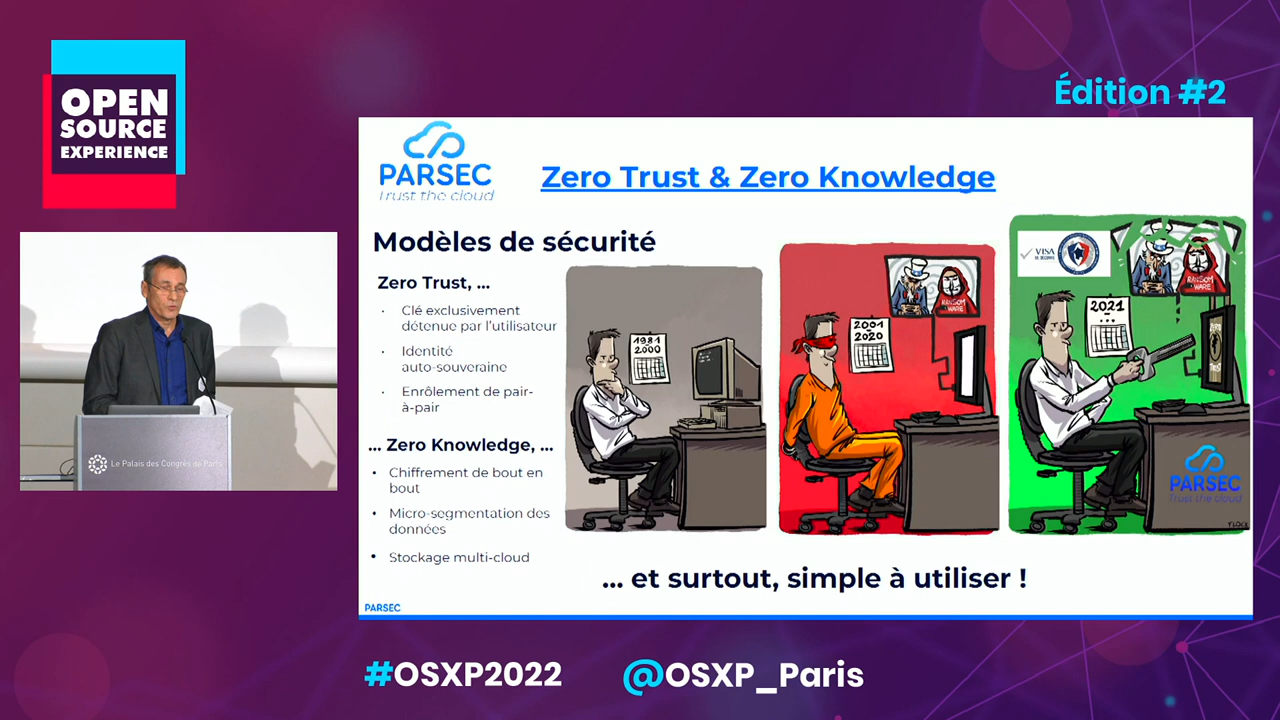 Édition #2
OPEN
SOURCE
EXPERIENCE
PARSEC
Trust the cloud
Zero Trust & Zero Knowledge
Modèles de sécurité
Zero Trust, ...
· Clé exclusivement
détenue par l'utilisateur
· Identité
auto-souveraine
· Enrôlement de pair-
à-pair
... Zero Knowledge, ...
• Chiffrement de bout en
bout
• Micro-segmentation des
données
• Stockage multi-cloud
1981
2000
2001
2020
RANSOM
WARE
VISA
DE SÉCURITÉ
RANSOM
WARE
2021
...
PARSEC
Trust the cloud
... et surtout, simple à utiliser !
PARSEC
Le Palais des Congrès de Paris
#OSXP2022
@OSXP_Paris